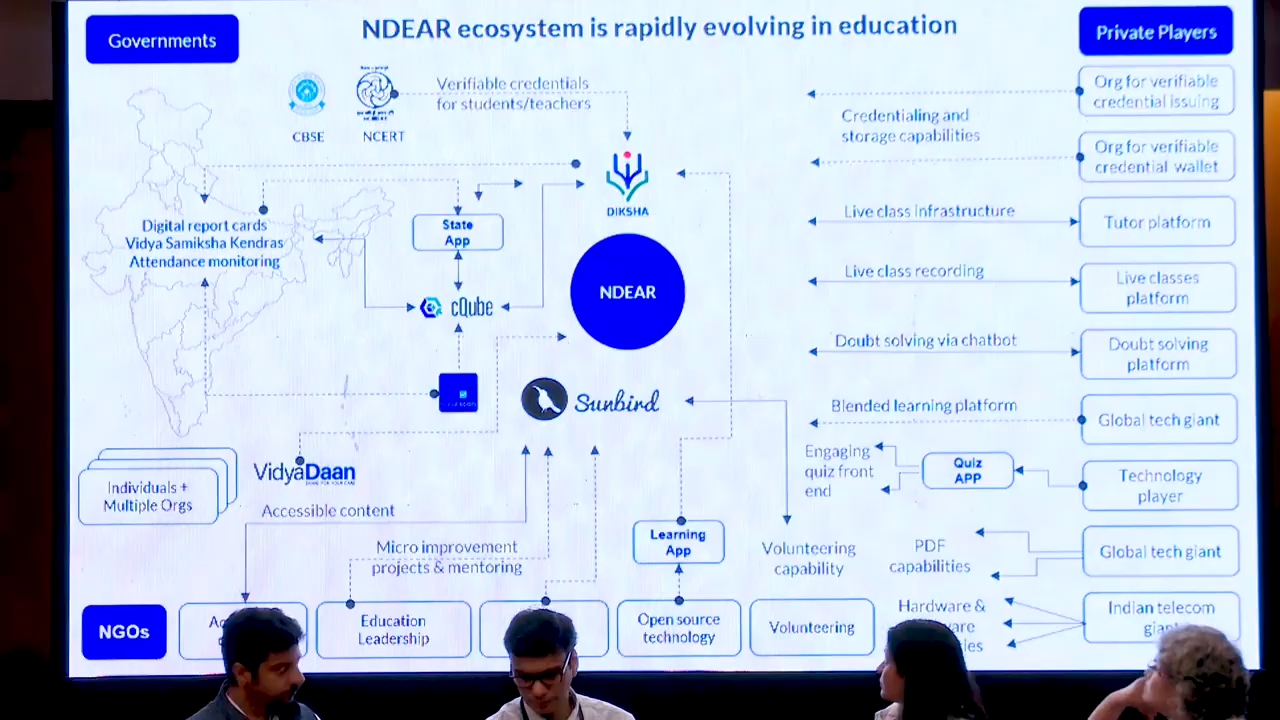 Governments
NDEAR ecosystem is rapidly evolving in education
Private Players
CBSE
NCERT
Verifiable credentials
for students/teachers
Org for verifiable
credential issuing
Credentialing and
storage capabilities
Org for verifiable
credential wallet
DIKSHA
Digital report cards
Vidya Samiksha Kendras
Attendance monitoring
State
App
Live class infrastructure
Tutor platform
cQube
NDEAR
Live class recording
Live classes
platform
Doubt solving via chatbot
Doubt solving
platform
Sunbird
Blended learning platform
Global tech giant
Individuals +
Multiple Orgs
VidyaDaan
Engaging
quiz front
end
Quiz
APP
Technology
player
Accessible content
Micro improvement
projects & mentoring
Learning
App
Volunteering
capability
PDF
capabilities
Global tech giant
NGOs
Education
Leadership
Open source
technology
Volunteering
Hardware &
Indian telecom